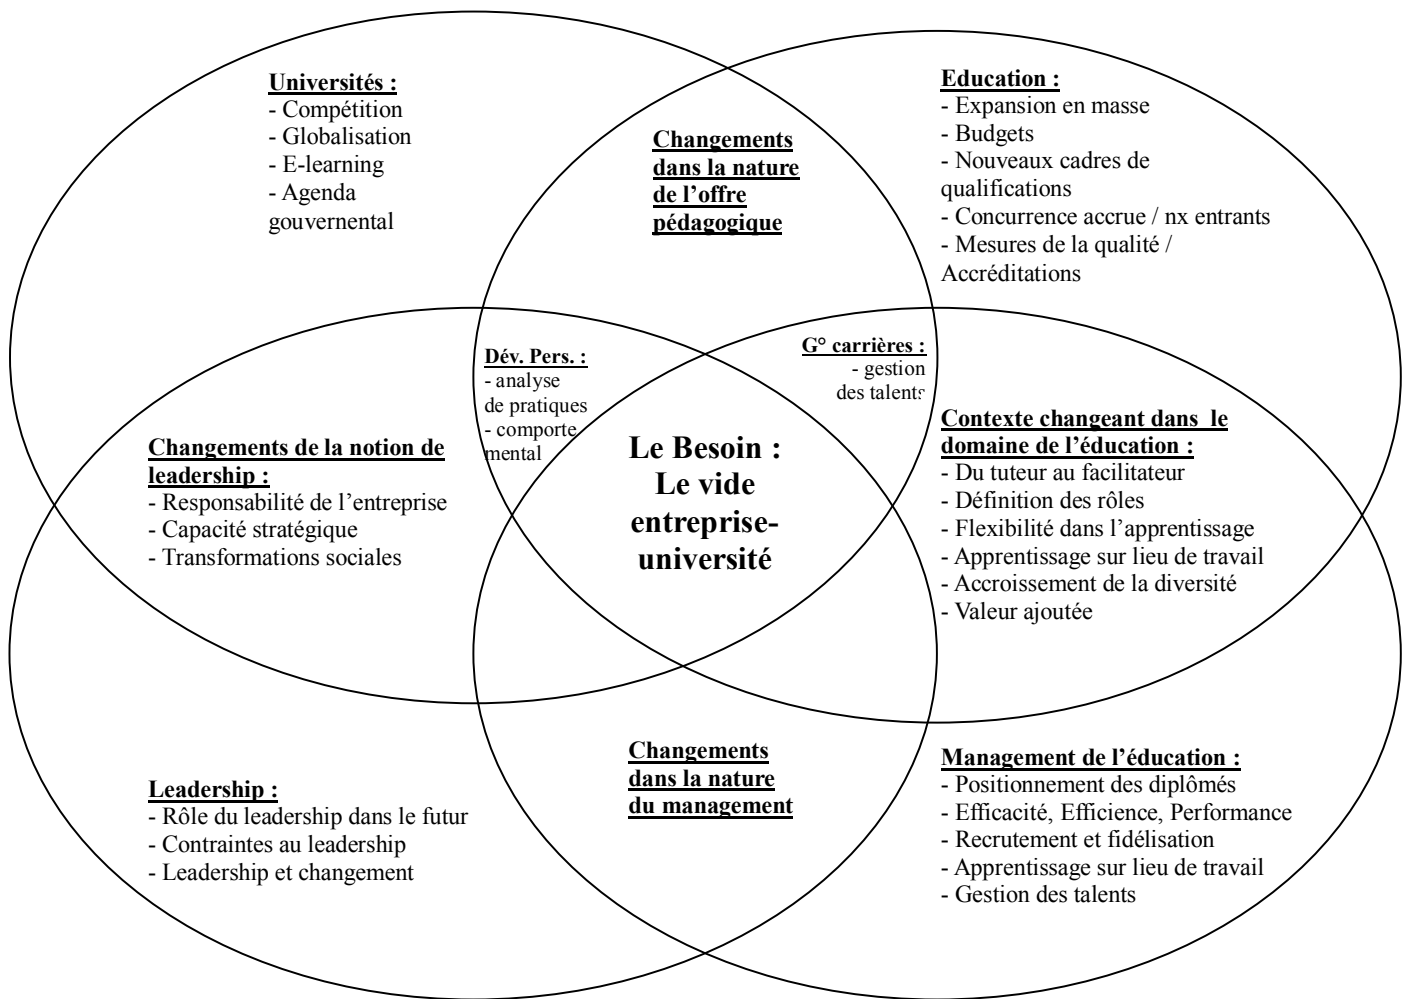 Universités :
- Compétition
- Globalisation
- E-learning
- Agenda
gouvernental
Changements
dans la nature
de l’offre
pédagogique
Education :
- Expansion en masse
- Budgets
- Nouveaux cadres de
qualifications
- Concurrence accrue / nx entrants
- Mesures de la qualité /
Accréditations
Dév. Pers. :
- analyse
de pratiques
- comporte
mental
G° carrières :
- gestion
des talents
Changements de la notion de
leadership :
- Responsabilité de l’entreprise
- Capacité stratégique
- Transformations sociales
Le Besoin :
Le vide
entreprise-
université
Contexte changeant dans le
domaine de l’éducation :
- Du tuteur au facilitateur
- Définition des rôles
- Flexibilité dans l’apprentissage
- Apprentissage sur lieu de travail
- Accroissement de la diversité
- Valeur ajoutée
Leadership :
- Rôle du leadership dans le futur
- Contraintes au leadership
- Leadership et changement
Changements
dans la nature
du management
Management de l’éducation :
- Positionnement des diplômés
- Efficacité, Efficience, Performance
- Recrutement et fidélisation
- Apprentissage sur lieu de travail
- Gestion des talents